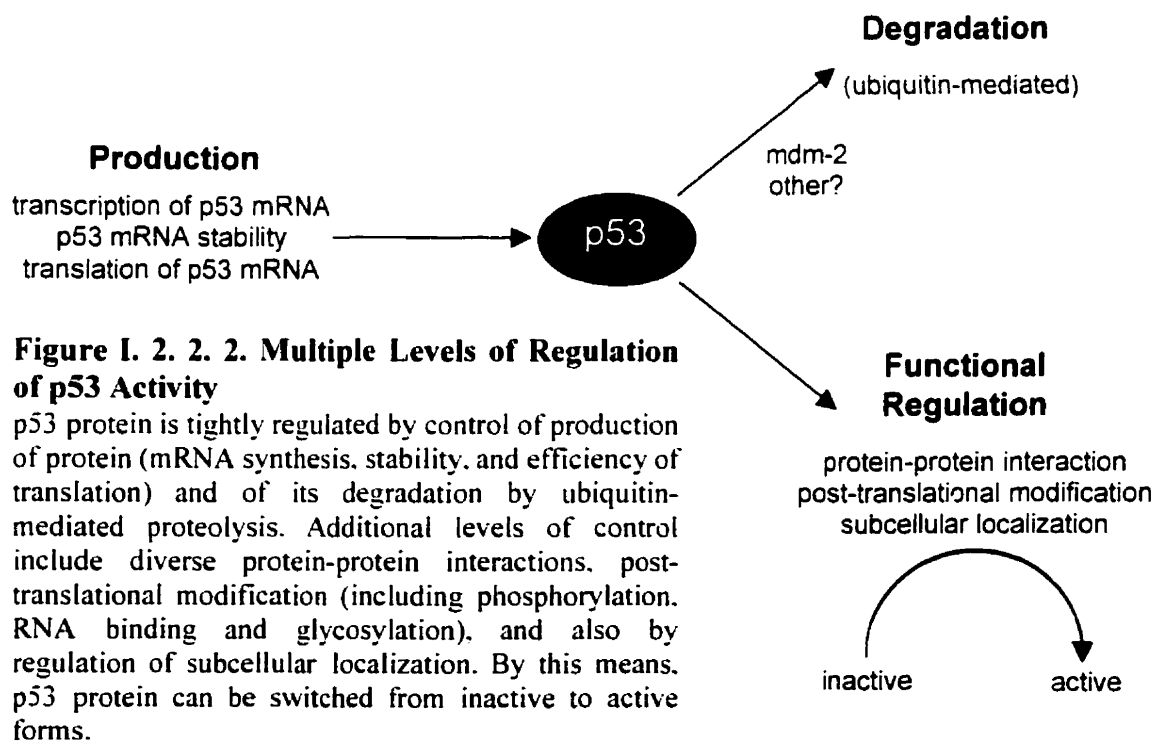 Degradation
(ubiquitin-mediated)
mdm-2
other?
Production
transcription of p53 mRNA
p53 mRNA stability
translation of p53 mRNA
p53
Figure I. 2. 2. 2. Multiple Levels of Regulation
of p53 Activity
p53 protein is tightly regulated by control of production
of protein (mRNA synthesis, stability, and efficiency of
translation) and of its degradation by ubiquitin-
mediated proteolysis. Additional levels of control
include diverse protein-protein interactions, post-
translational modification (including phosphorylation,
RNA binding and glycosylation), and also by
regulation of subcellular localization. By this means,
p53 protein can be switched from inactive to active
forms.
Functional
Regulation
protein-protein interaction
post-translational modification
subcellular localization
inactive
active